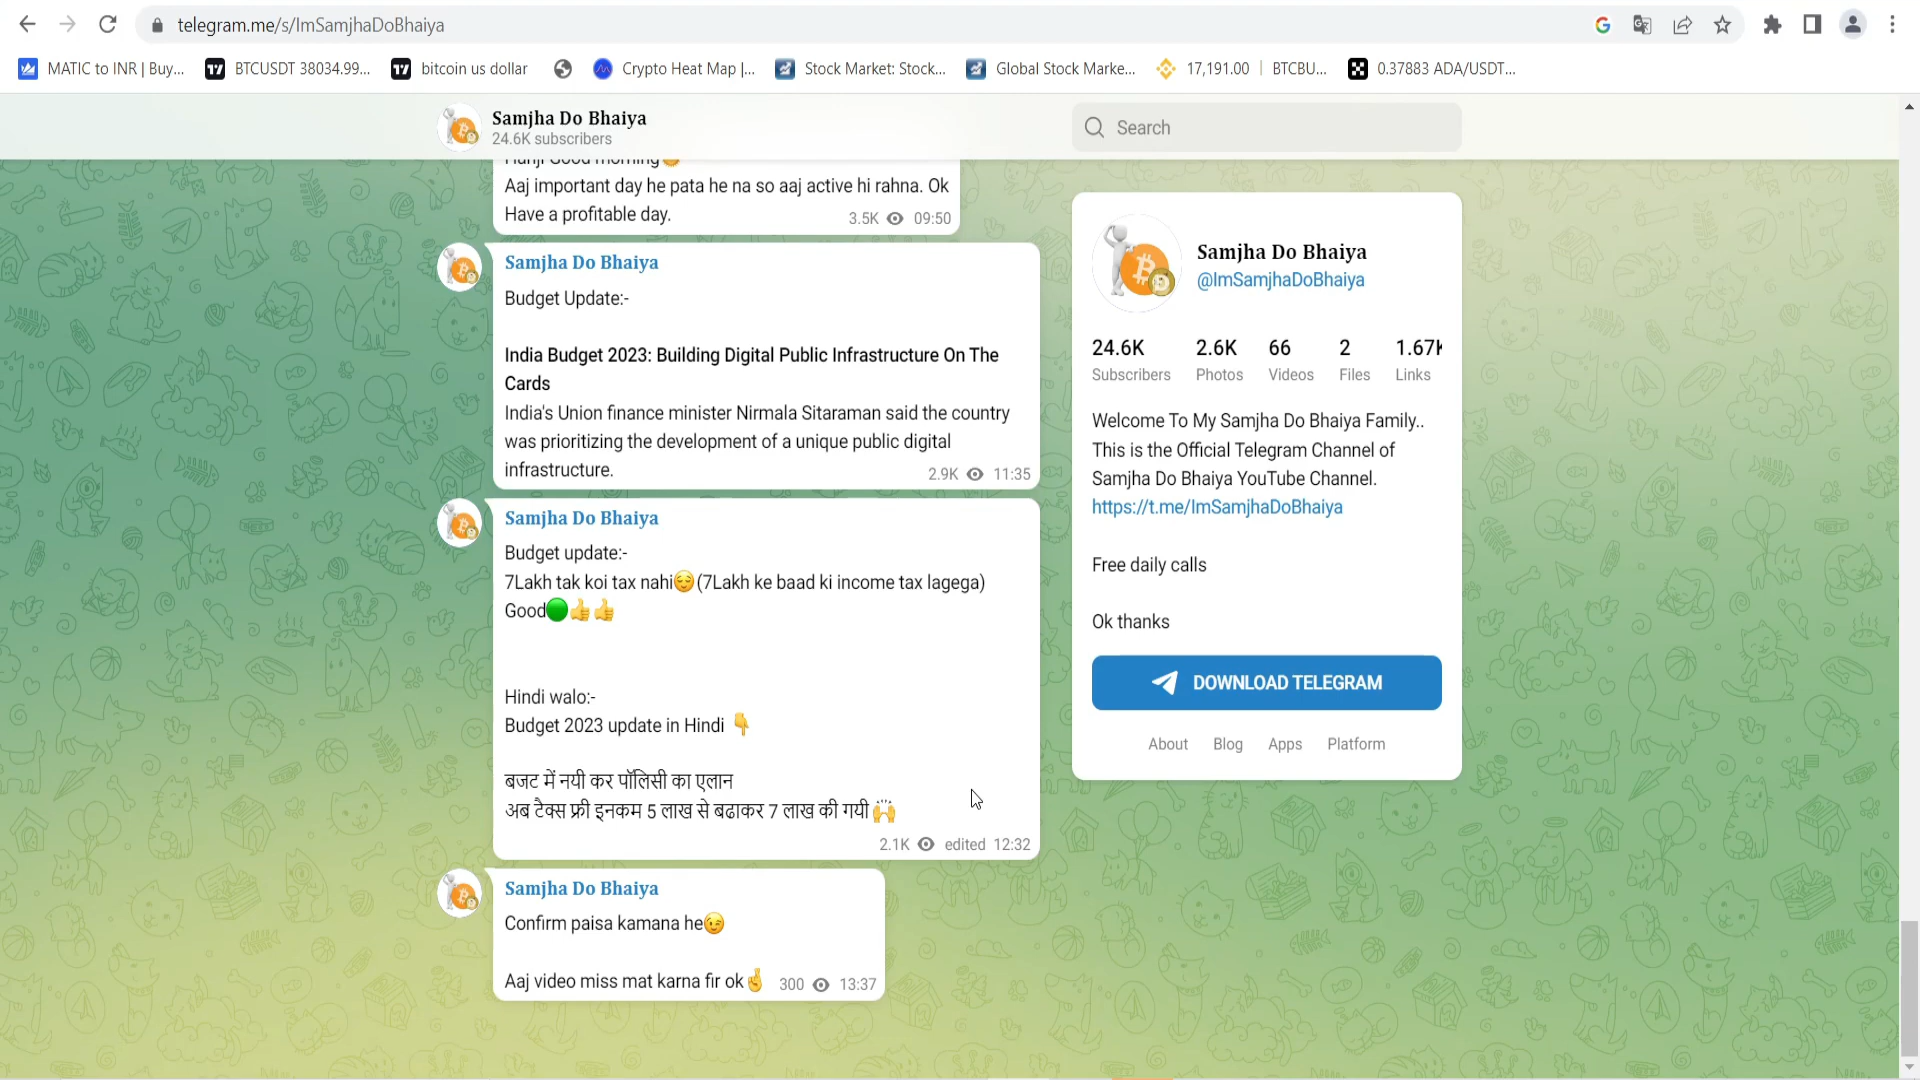 telegram.me/s/ImSamjhaDoBhaiya
MATIC to INR | Buy...
BTCUSDT 38034.99...
bitcoin us dollar
Crypto Heat Map |...
Stock Market: Stock...
Global Stock Marke...
17,191.00 | BTCBU...
0.37883 ADA/USDT...
Samjha Do Bhaiya
24.6K subscribers
Search
Hanji Good morning🌞
Aaj important day he pata he na so aaj active hi rahna. Ok
Have a profitable day.
3.5K 09:50
Samjha Do Bhaiya
Budget Update:-
India Budget 2023: Building Digital Public Infrastructure On The
Cards
India's Union finance minister Nirmala Sitaraman said the country
was prioritizing the development of a unique public digital
infrastructure.
2.9K 11:35
Samjha Do Bhaiya
Budget update:-
7Lakh tak koi tax nahi😌(7Lakh ke baad ki income tax lagega)
Good🟢👍👍
Hindi walo:-
Budget 2023 update in Hindi 👇
बजट में नयी कर पॉलिसी का एलान
अब टैक्स फ्री इनकम 5 लाख से बढाकर 7 लाख की गयी 🙌
2.1K edited 12:32
Samjha Do Bhaiya
Confirm paisa kamana he😉
Aaj video miss mat karna fir ok🤞
300 13:37
Samjha Do Bhaiya
@ImSamjhaDoBhaiya
24.6K 2.6K 66 2 1.67K
Subscribers Photos Videos Files Links
Welcome To My Samjha Do Bhaiya Family..
This is the Official Telegram Channel of
Samjha Do Bhaiya YouTube Channel.
https://t.me/ImSamjhaDoBhaiya
Free daily calls
Ok thanks
DOWNLOAD TELEGRAM
About Blog Apps Platform